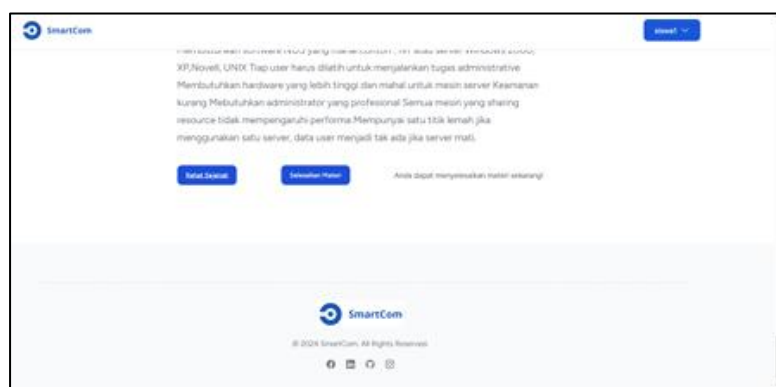 SmartCom
siswa1
Membutuhkan software NOS yang mahal.contoh , NT atau server Windows 2000,
XP,Novell, UNIX Tiap user harus dilatih untuk menjalankan tugas administrative
Membutuhkan hardware yang lebih tinggi dan mahal untuk mesin server Keamanan
kurang Mebutuhkan administrator yang profesional Semua mesin yang sharing
resource tidak mempengaruhi performa Mempunyai satu titik lemah jika
menggunakan satu server, data user menjadi tak ada jika server mati.
Rehat Sejenak
Selesaikan Materi
Anda dapat menyelesaikan materi sekarang!
SmartCom
© 2024 SmartCom. All Rights Reserved.